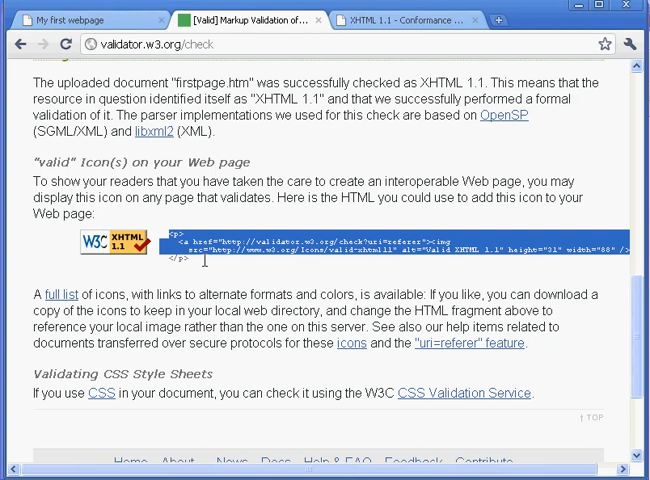 My first webpage
[Valid] Markup Validation of...
XHTML 1.1 - Conformance
validator.w3.org/check
The uploaded document "firstpage.htm" was successfully checked as XHTML 1.1. This means that the
resource in question identified itself as "XHTML 1.1" and that we successfully performed a formal
validation of it. The parser implementations we used for this check are based on OpenSP
(SGML/XML) and libxml2 (XML).
"valid" Icon(s) on your Web page
To show your readers that you have taken the care to create an interoperable Web page, you may
display this icon on any page that validates. Here is the HTML you could use to add this icon to your
Web page:
W3C XHTML 1.1
<p>
<a href="http://validator.w3.org/check?uri=referer"><img
src="http://www.w3.org/Icons/valid-xhtml11" alt="Valid XHTML 1.1" height="31" width="88" />
</p>
A full list of icons, with links to alternate formats and colors, is available: If you like, you can download a
copy of the icons to keep in your local web directory, and change the HTML fragment above to
reference your local image rather than the one on this server. See also our help items related to
documents transferred over secure protocols for these icons and the "uri=referer" feature.
Validating CSS Style Sheets
If you use CSS in your document, you can check it using the W3C CSS Validation Service.
↑ TOP
Home About... News Docs Help & FAQ Feedback Contribute